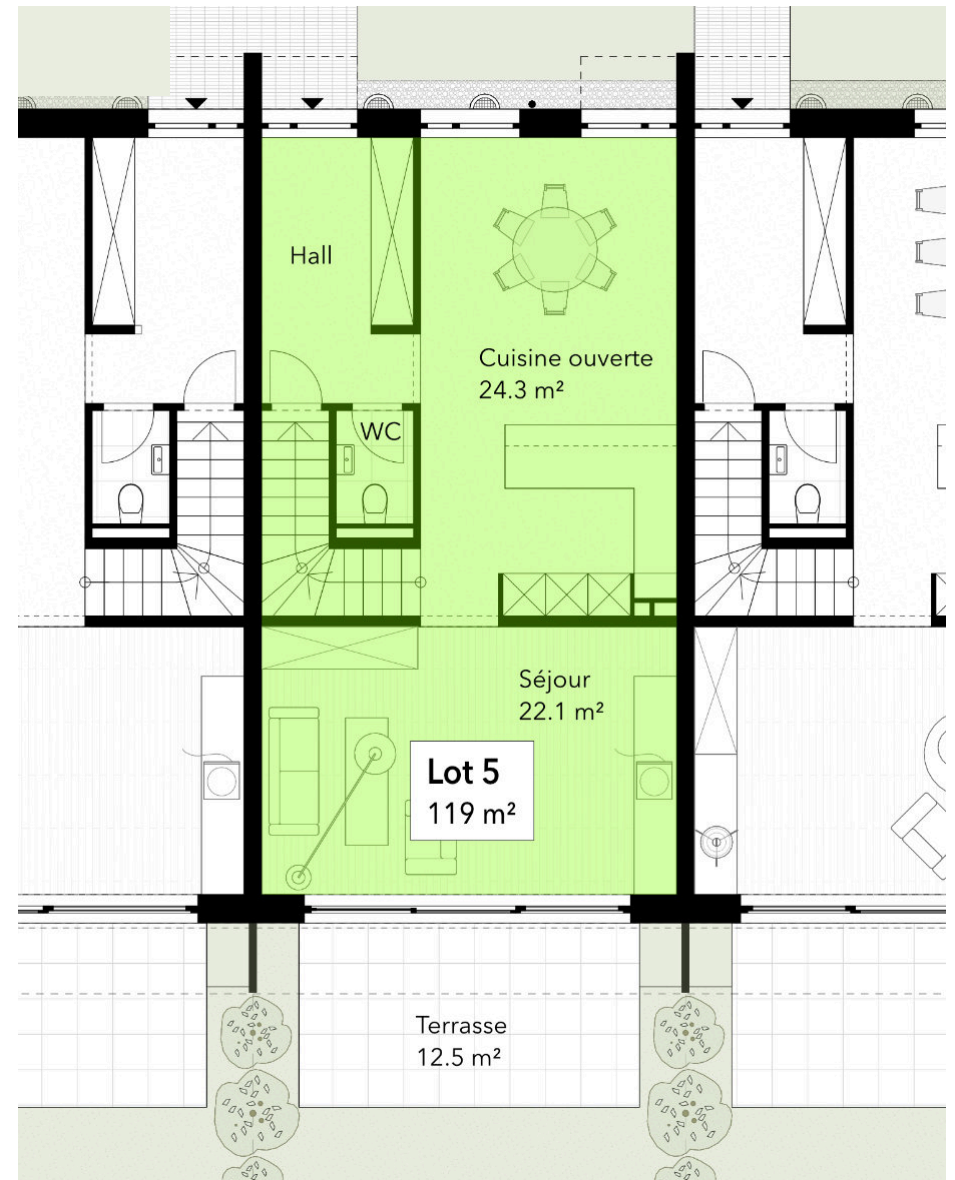 Hall
Cuisine ouverte
24.3 m²
WC
Séjour
22.1 m²
Lot 5
119 m²
Terrasse
12.5 m²